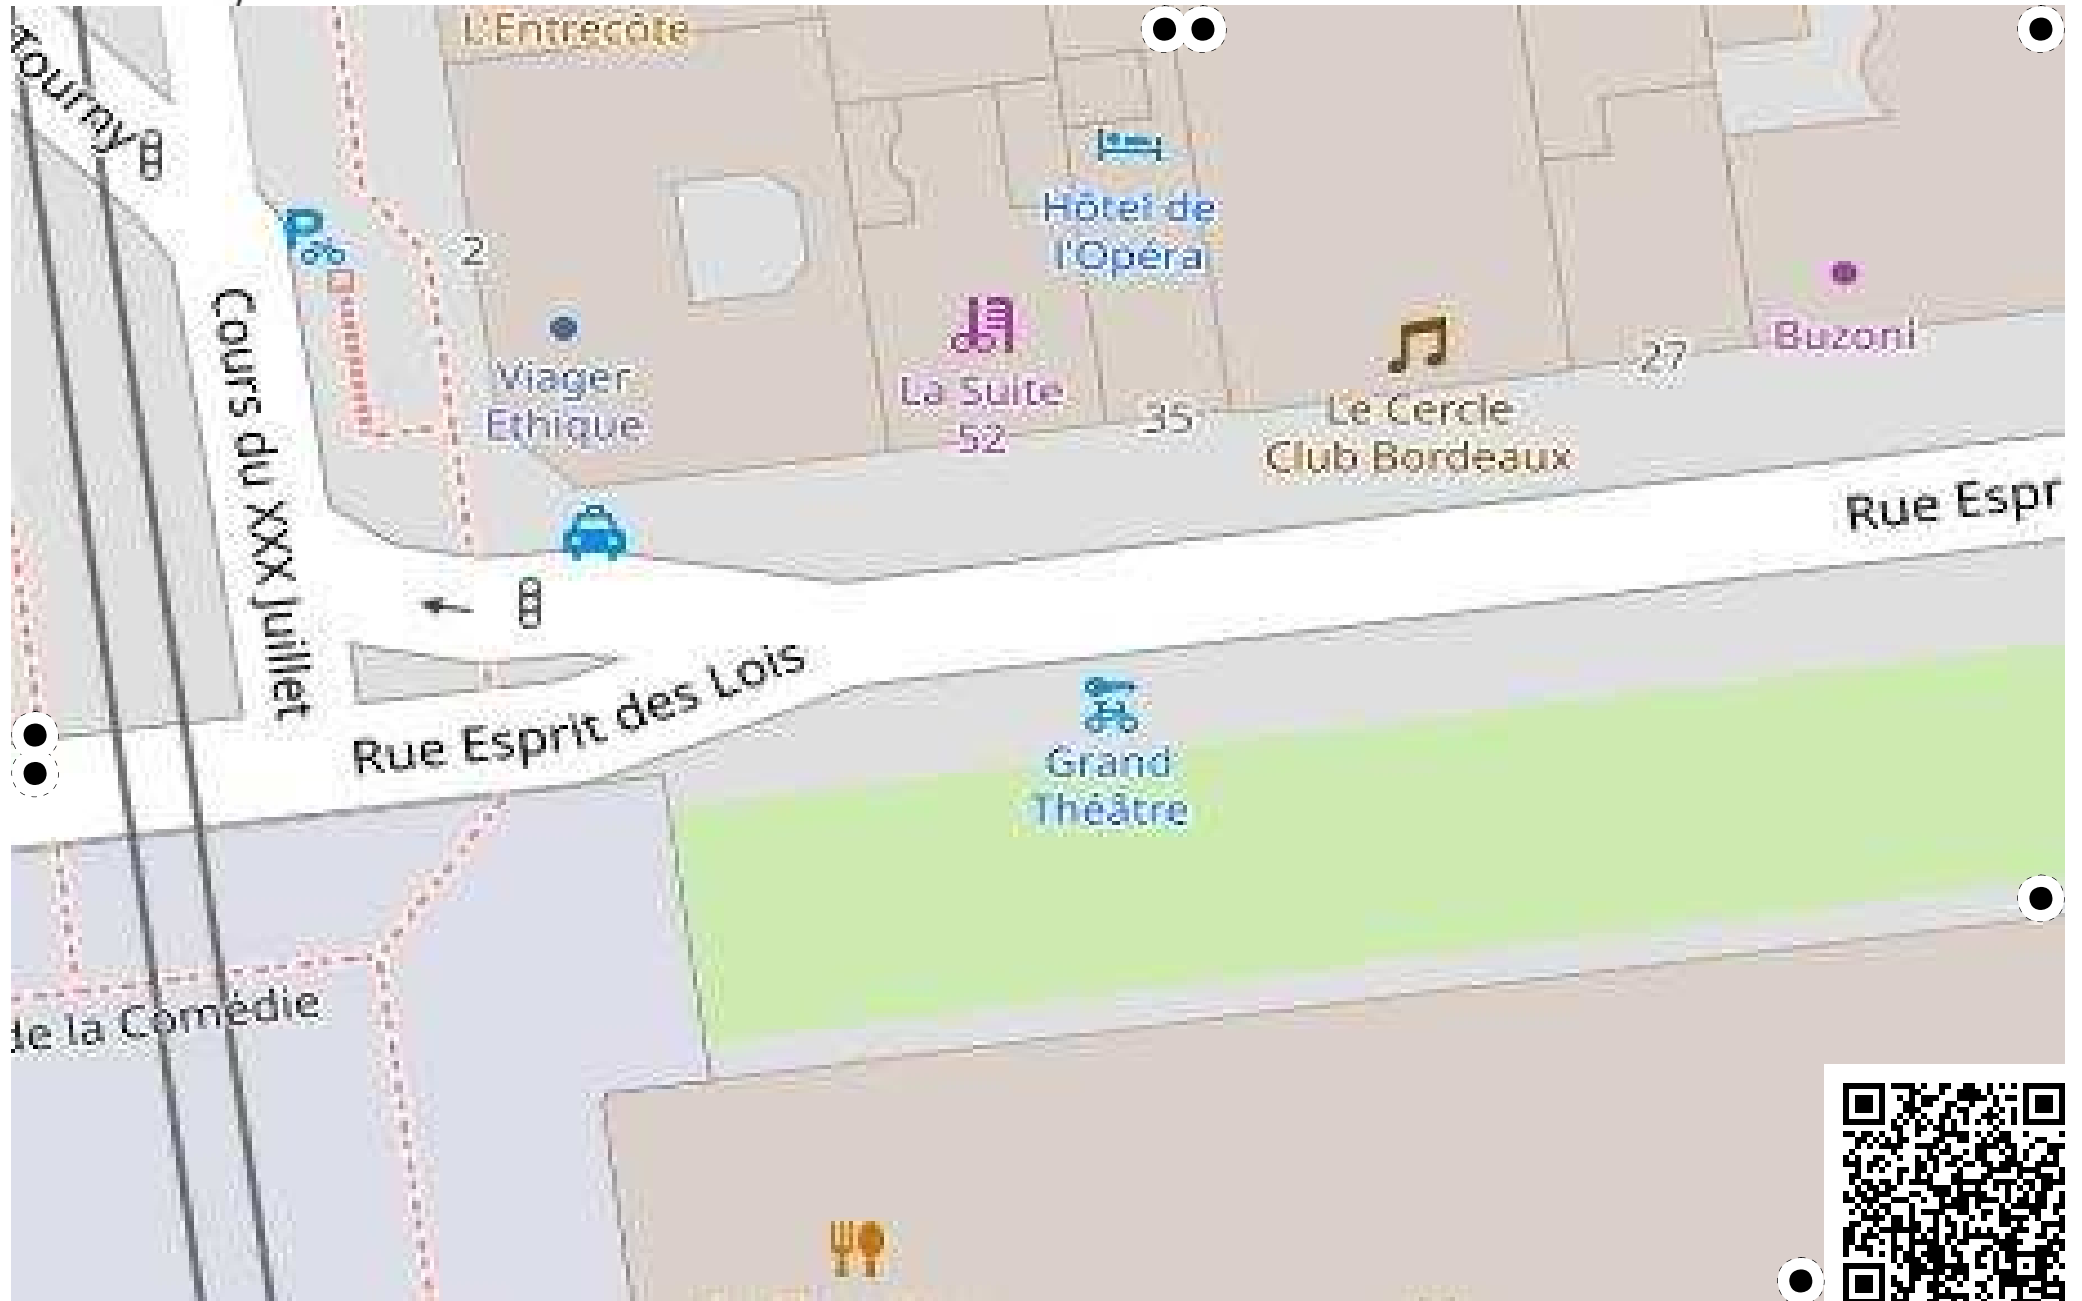 L'Entrecôte
ourny
Hôtel de
l'Opéra
2
Cours du XXX Juillet
Viager
Ethique
La Suite
52
35
Le Cercle
Club Bordeaux
27
Buzoni
Rue Espr
Rue Esprit des Lois
Grand
Théâtre
de la Comédie